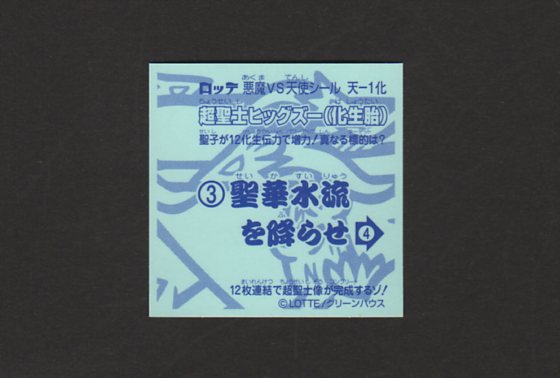 ロッテ 悪魔VS天使シール 天−1化
超聖士ヒッグズー(化生胎)
聖子が12化生伝力で増力!真なる標的は?
③聖華水流
を降らせ 4
12枚連結で超聖士像が完成するゾ!
©LOTTE/グリーンハウス